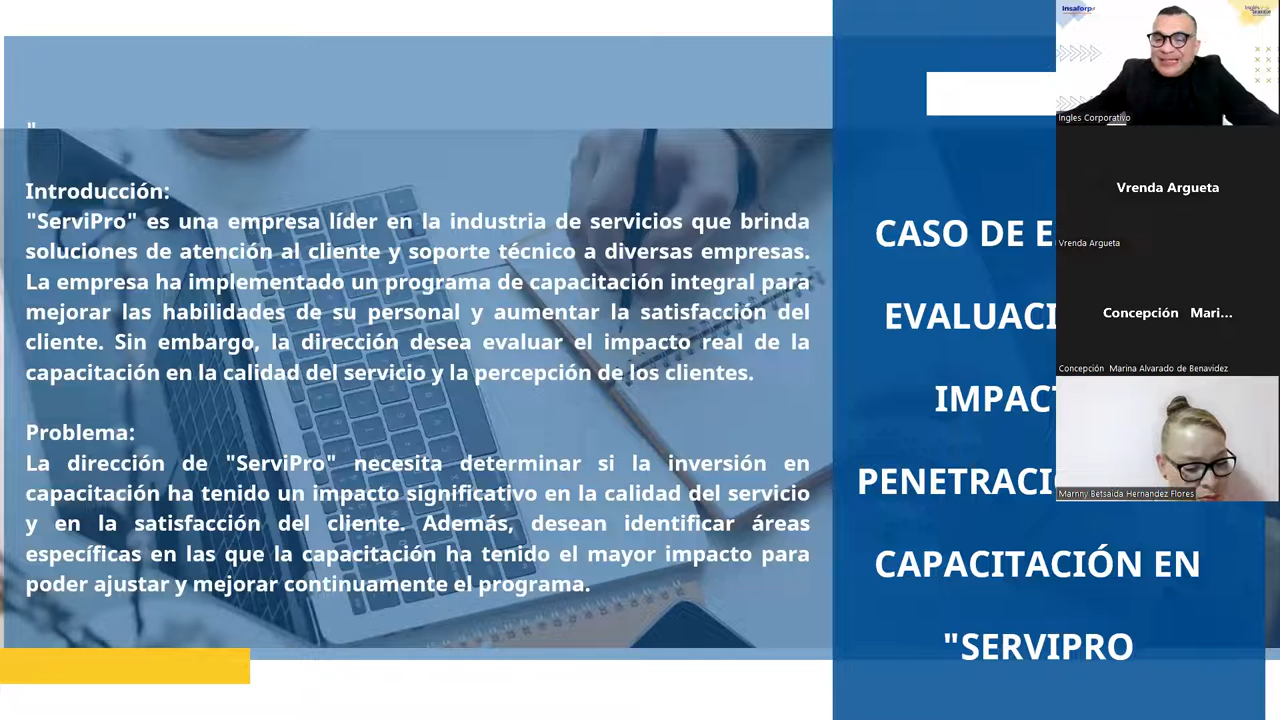 "
Introducción:
"ServiPro" es una empresa líder en la industria de servicios que brinda
soluciones de atención al cliente y soporte técnico a diversas empresas.
La empresa ha implementado un programa de capacitación integral para
mejorar las habilidades de su personal y aumentar la satisfacción del
cliente. Sin embargo, la dirección desea evaluar el impacto real de la
capacitación en la calidad del servicio y la percepción de los clientes.
Problema:
La dirección de "ServiPro" necesita determinar si la inversión en
capacitación ha tenido un impacto significativo en la calidad del servicio
y en la satisfacción del cliente. Además, desean identificar áreas
específicas en las que la capacitación ha tenido el mayor impacto para
poder ajustar y mejorar continuamente el programa.
CASO DE E
EVALUACI
IMPACT
PENETRACI
CAPACITACIÓN EN
"SERVIPRO
Insaforp
Ingles Corporativo
Vrenda Argueta
Vrenda Argueta
Concepción Mari...
Concepción Marina Alvarado de Benavidez
Marnny Betsaida Hernandez Flores